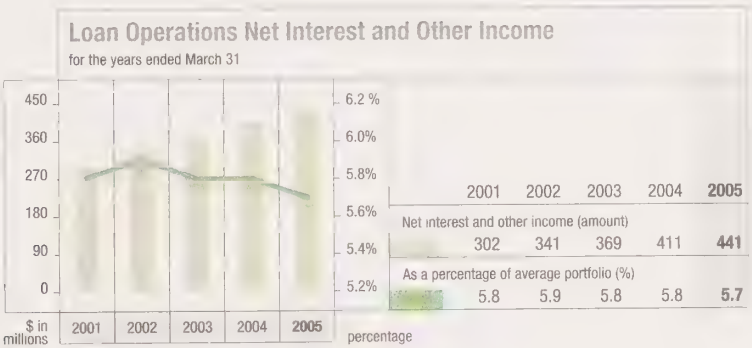 Loan Operations Net Interest and Other Income
for the years ended March 31
450 6.2 %
360 6.0%
270 5.8%
180 5.6%
90 5.4%
0 5.2%
$ in millions 2001 2002 2003 2004 2005 percentage
2001 2002 2003 2004 2005
Net interest and other income (amount)
302 341 369 411 441
As a percentage of average portfolio (%)
5.8 5.9 5.8 5.8 5.7